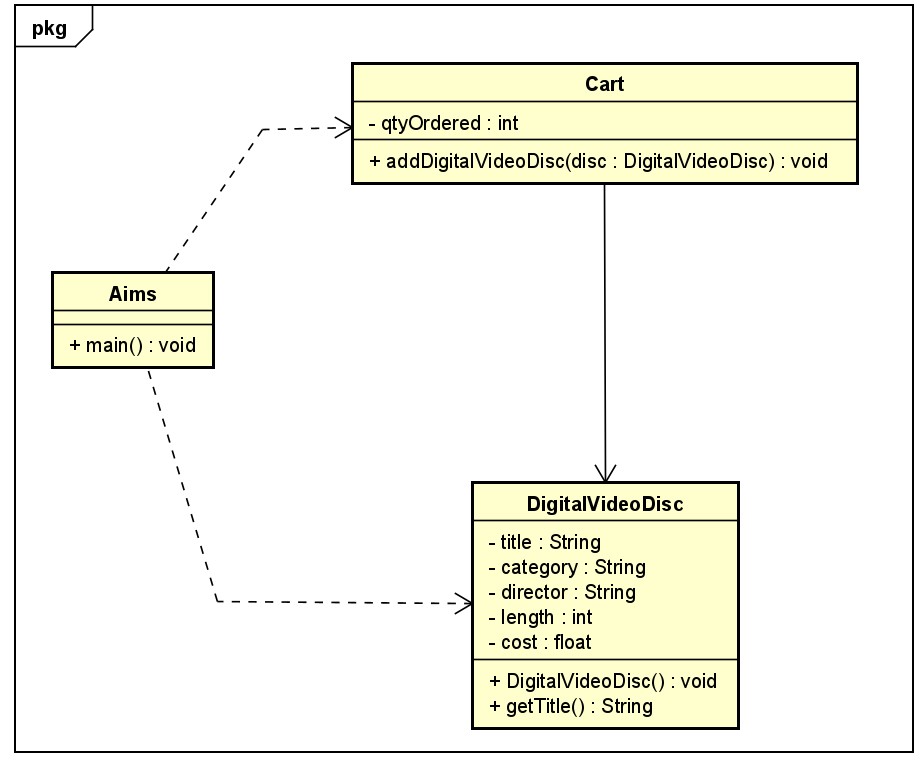 pkg
Cart
- qtyOrdered : int
+ addDigitalVideoDisc(disc : DigitalVideoDisc) : void
Aims
+ main() : void
DigitalVideoDisc
- title : String
- category : String
- director : String
- length : int
- cost : float
+ DigitalVideoDisc() : void
+ getTitle() : String